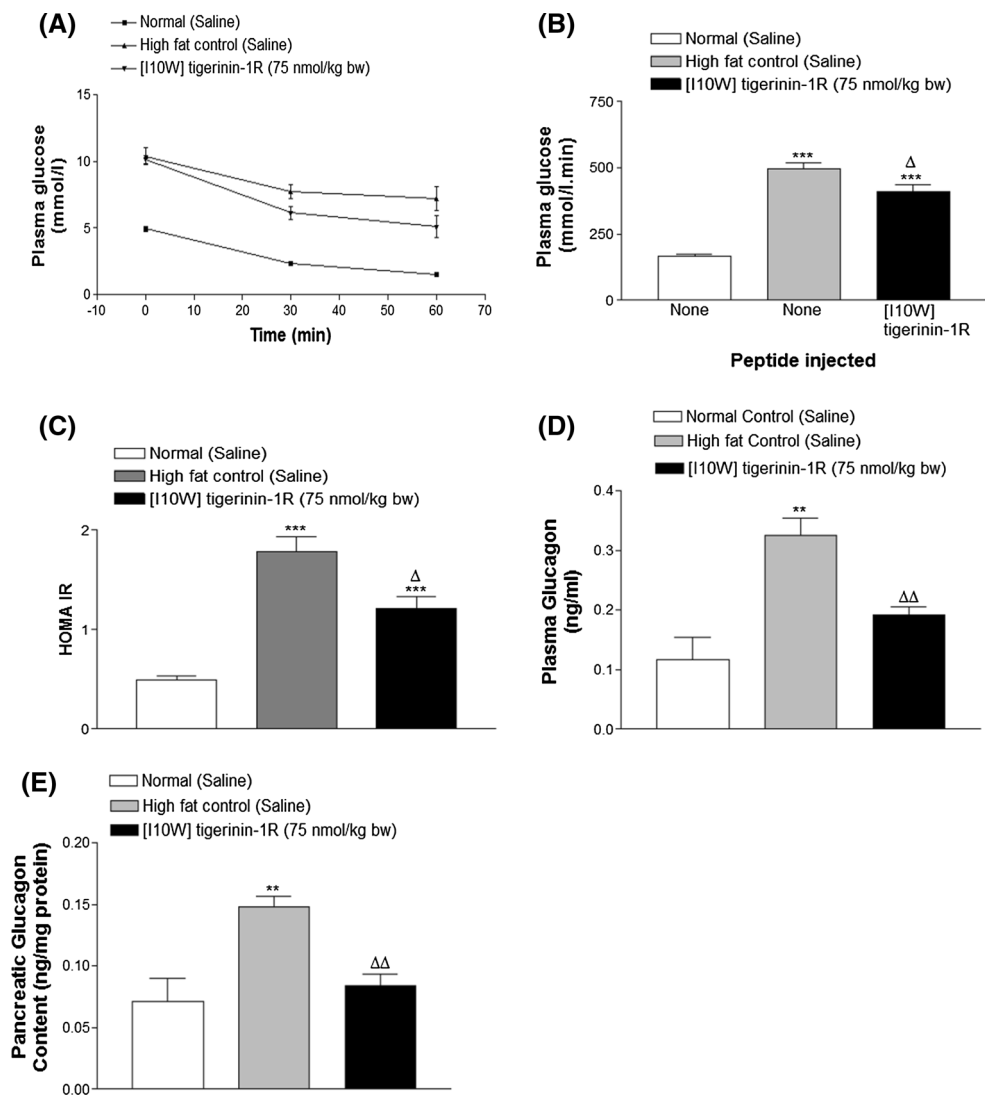 (A)
Normal (Saline)
High fat control (Saline)
[I10W] tigerinin-1R (75 nmol/kg bw)
Plasma glucose
(mmol/l)
15
10
5
0
-10 0 10 20 30 40 50 60 70
Time (min)
(B)
Normal (Saline)
High fat control (Saline)
[I10W] tigerinin-1R (75 nmol/kg bw)
Plasma glucose
(mmol/l.min)
750
500
250
0
***
Δ
***
None None [I10W]
tigerinin-1R
Peptide injected
(C)
Normal (Saline)
High fat control (Saline)
[I10W] tigerinin-1R (75 nmol/kg bw)
HOMA IR
2
1
0
***
Δ
***
(D)
Normal Control (Saline)
High fat Control (Saline)
[I10W] tigerinin-1R (75 nmol/kg bw)
Plasma Glucagon
(ng/ml)
0.4
0.3
0.2
0.1
0.0
**
ΔΔ
(E)
Normal (Saline)
High fat control (Saline)
[I10W] tigerinin-1R (75 nmol/kg bw)
Pancreatic Glucagon
Content (ng/mg protein)
0.20
0.15
0.10
0.05
0.00
**
ΔΔ